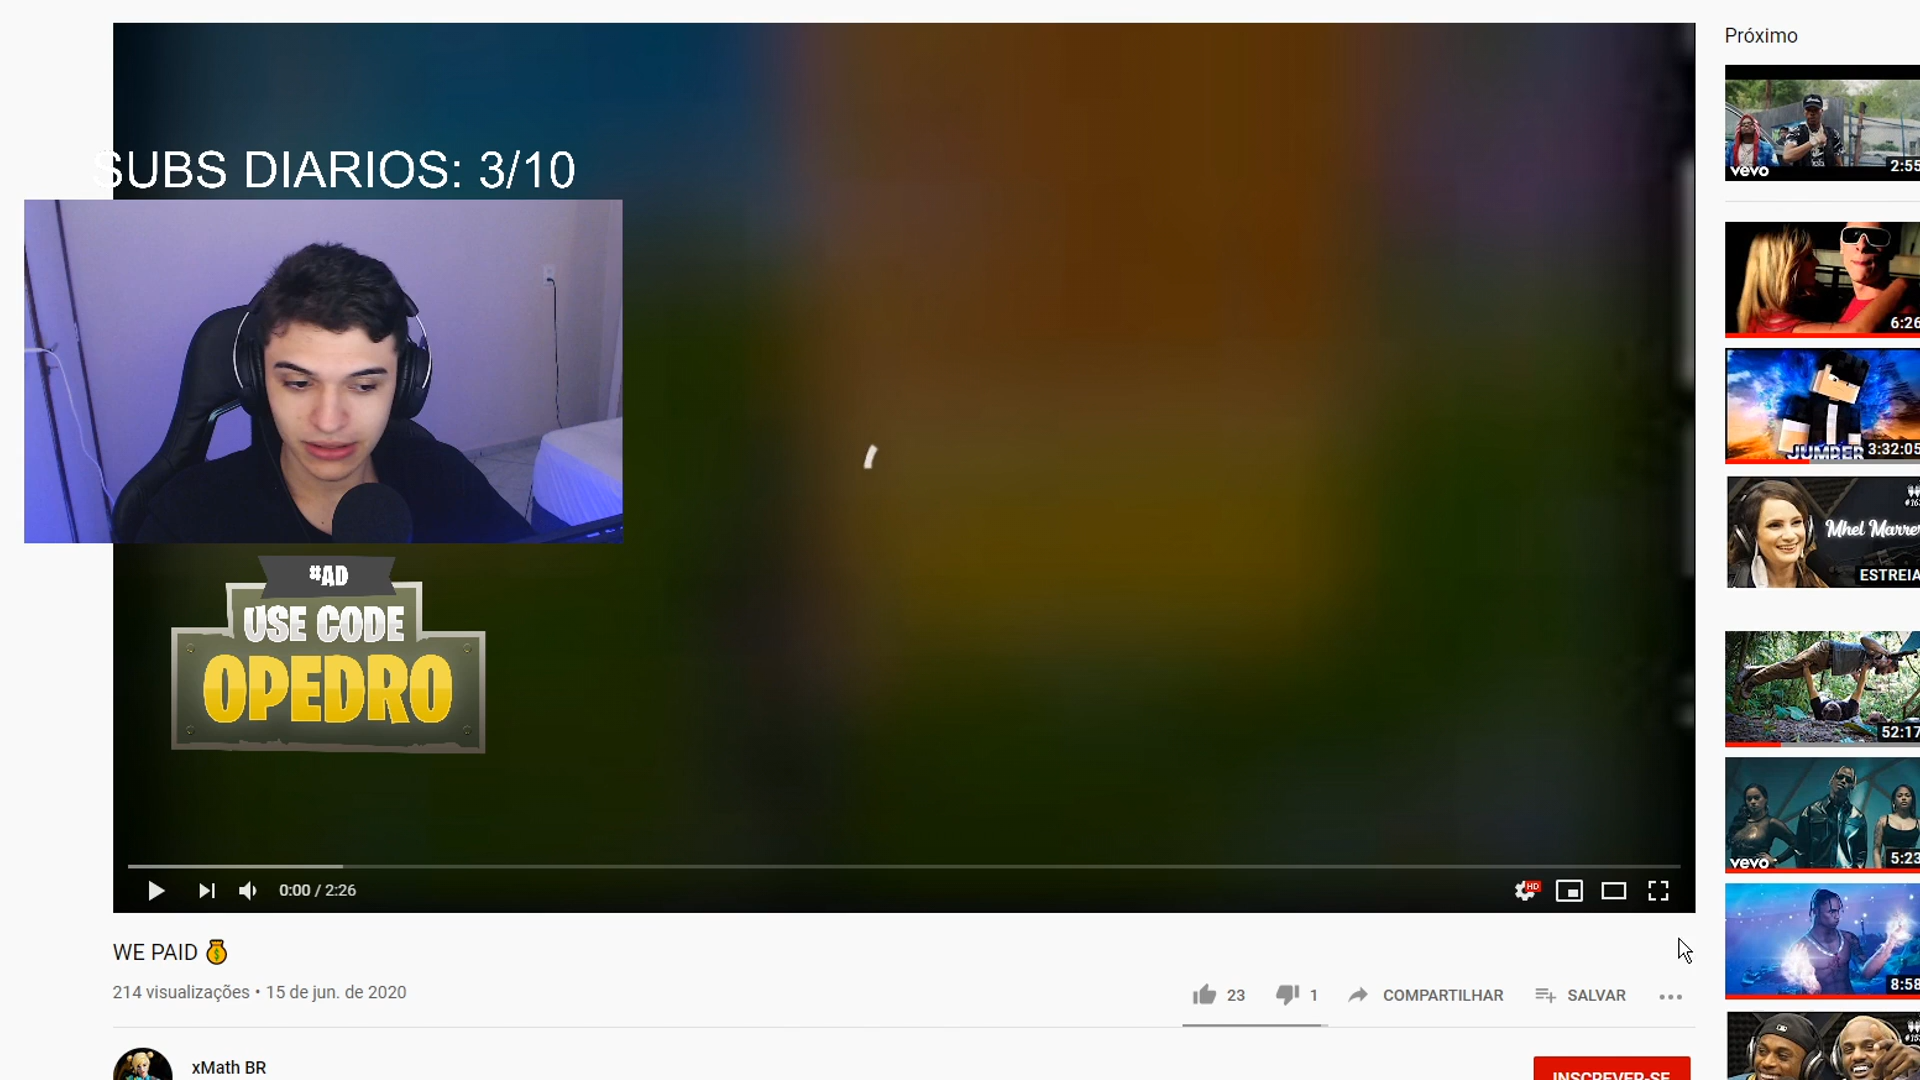 Próximo
SUBS DIARIOS: 3/10
vevo
2:55
6:26
JUMPER
3:32:05
Mhel Marre
ESTREIA
#AD
USE CODE
OPEDRO
52:17
vevo
5:23
0:00 / 2:26
HD
8:58
WE PAID
214 visualizações • 15 de jun. de 2020
23
1
COMPARTILHAR
SALVAR
xMath BR
INSCREVER-SE